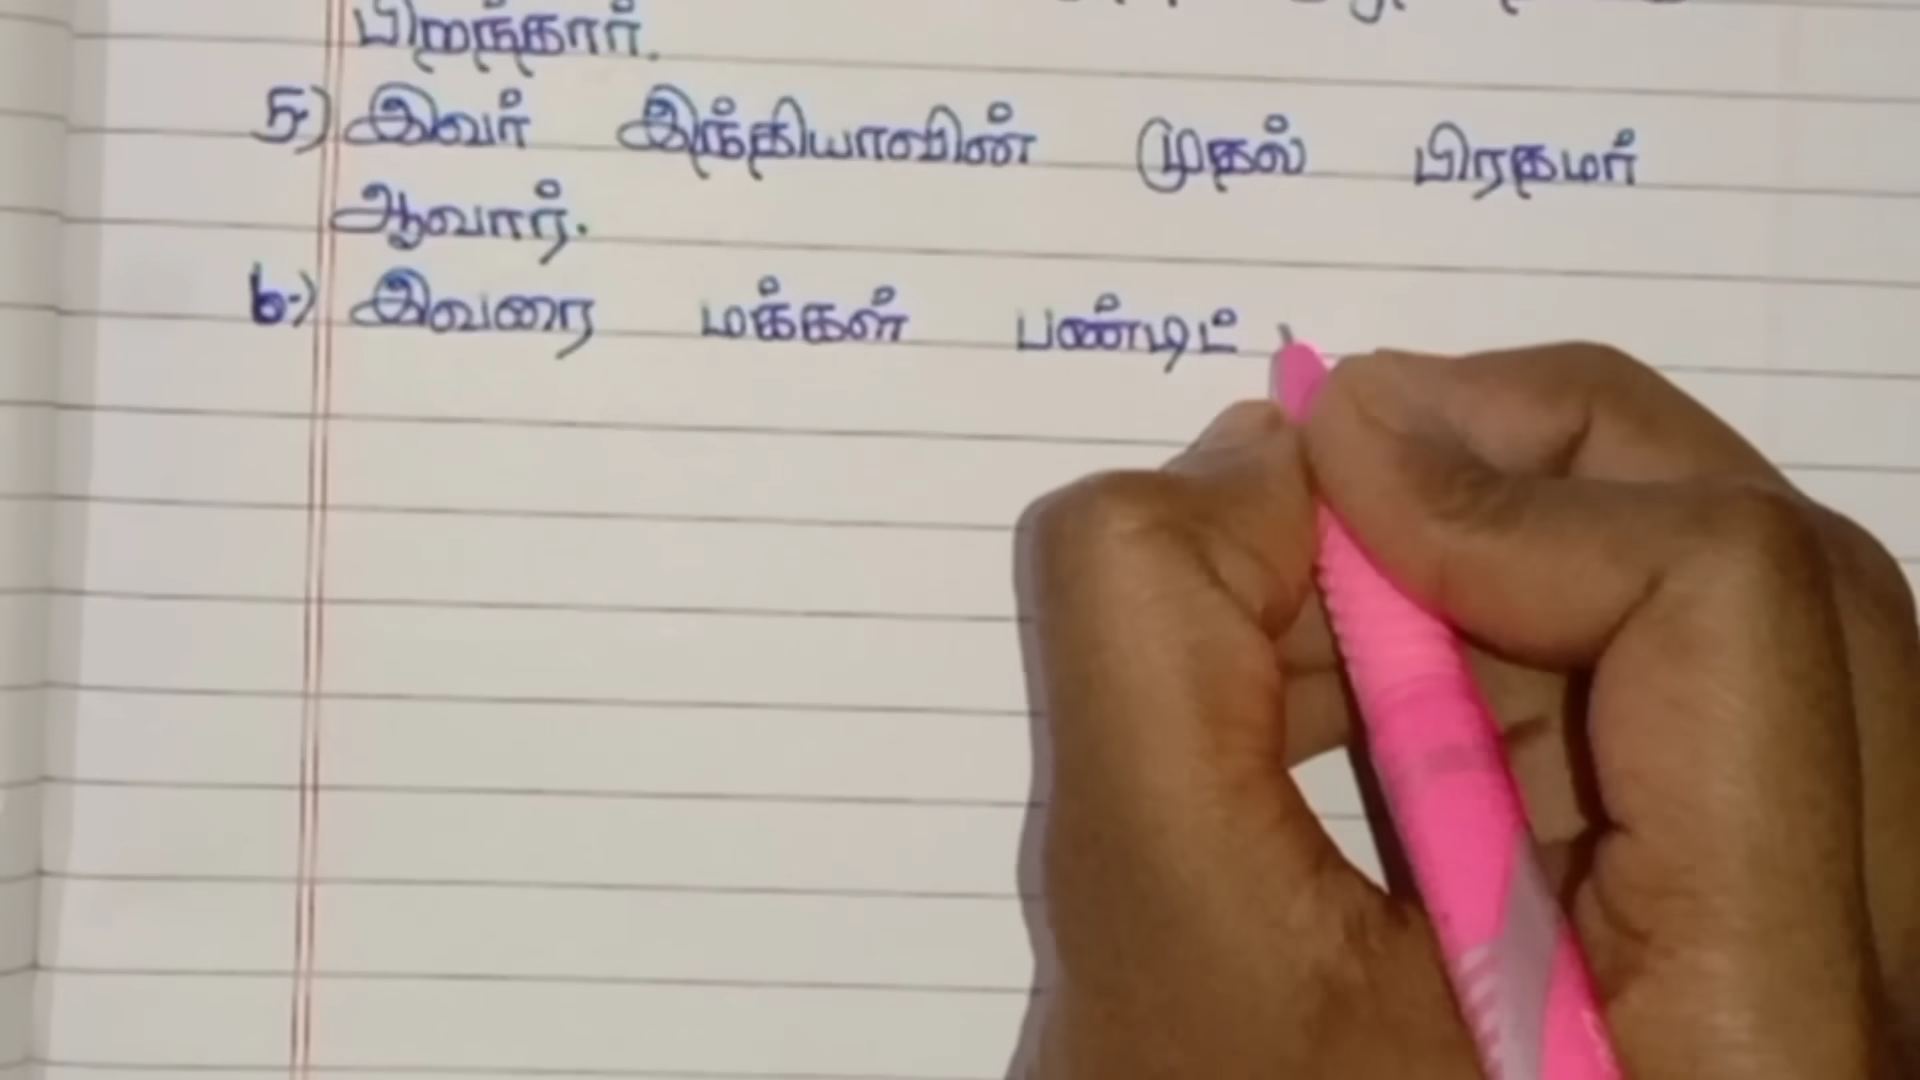 பிறந்தார்.
5) இவர் இந்தியாவின் முதல் பிரதமர்
ஆவார்.
6) இவரை மக்கள் பண்டிட்